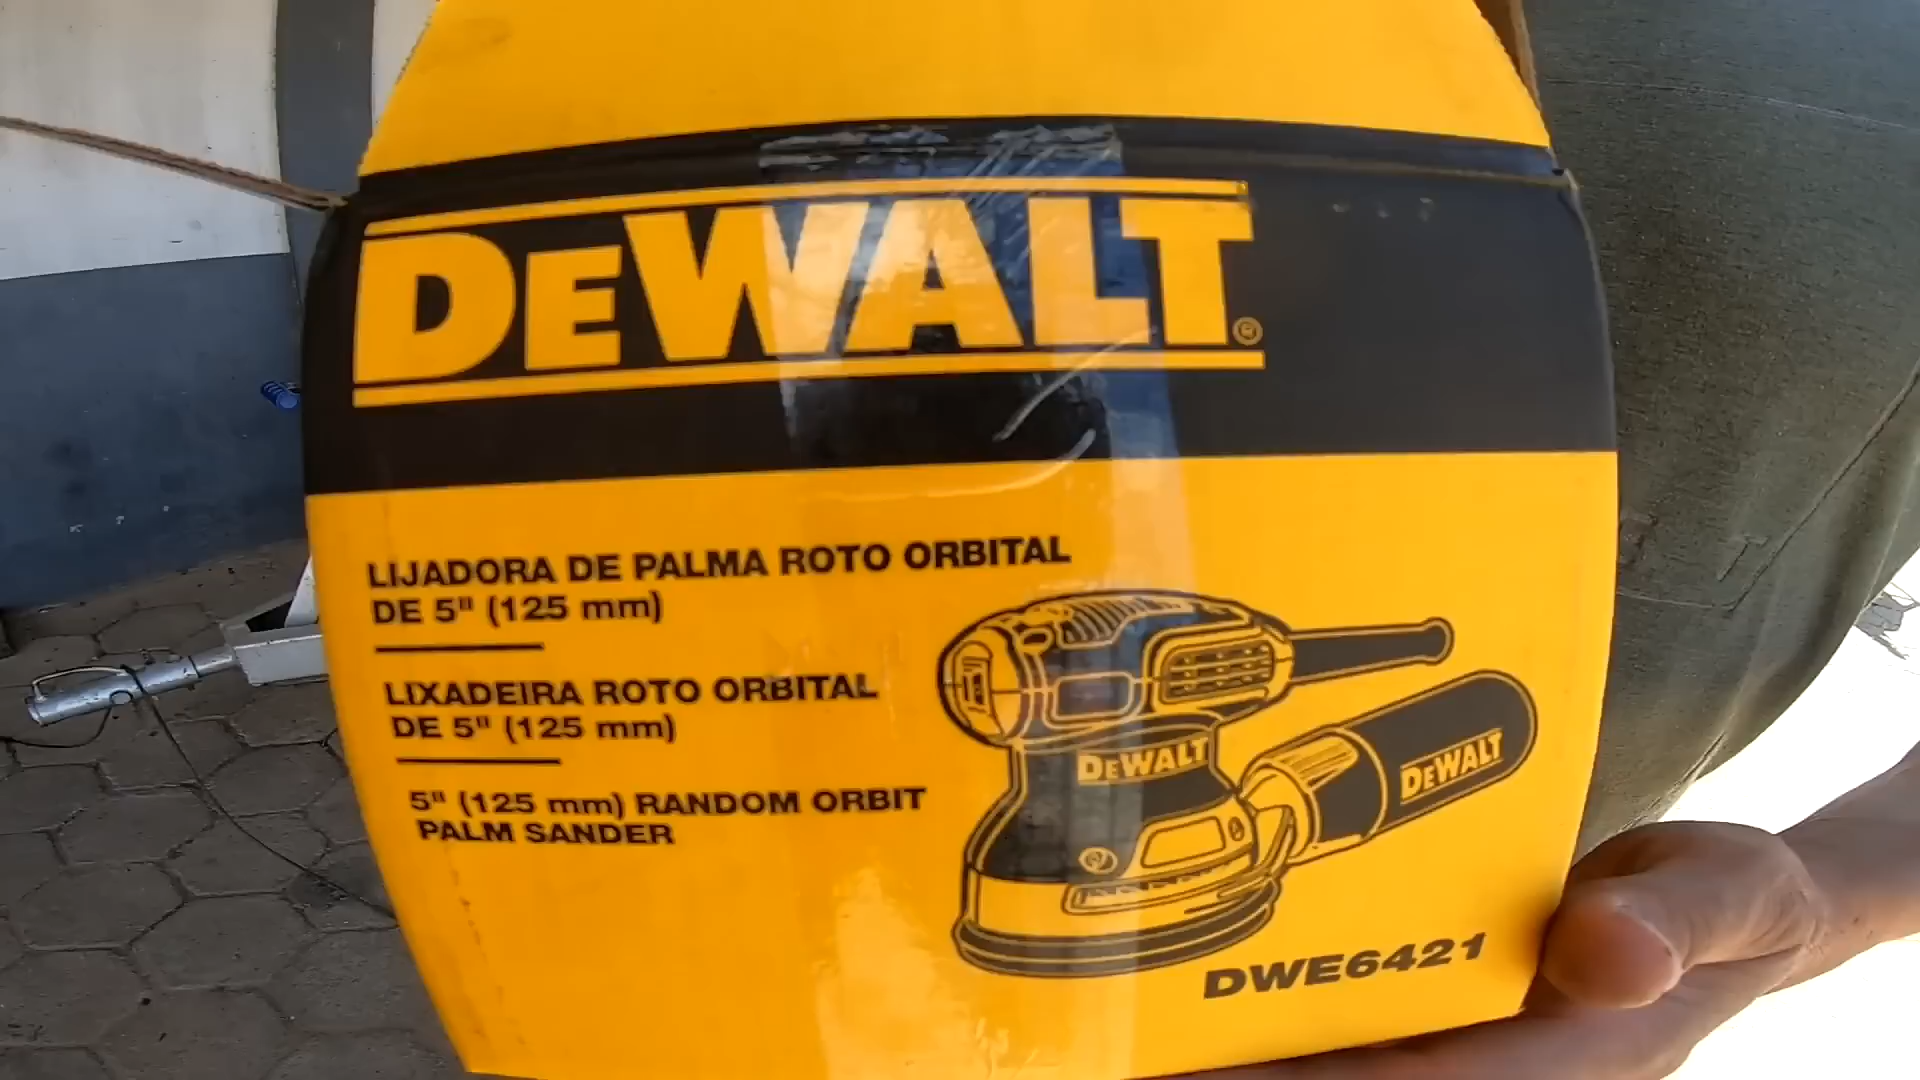 DEWALT®
LIJADORA DE PALMA ROTO ORBITAL
DE 5" (125 mm)
LIXADEIRA ROTO ORBITAL
DE 5" (125 mm)
5" (125 mm) RANDOM ORBIT
PALM SANDER
DEWALT
DEWALT
DWE6421